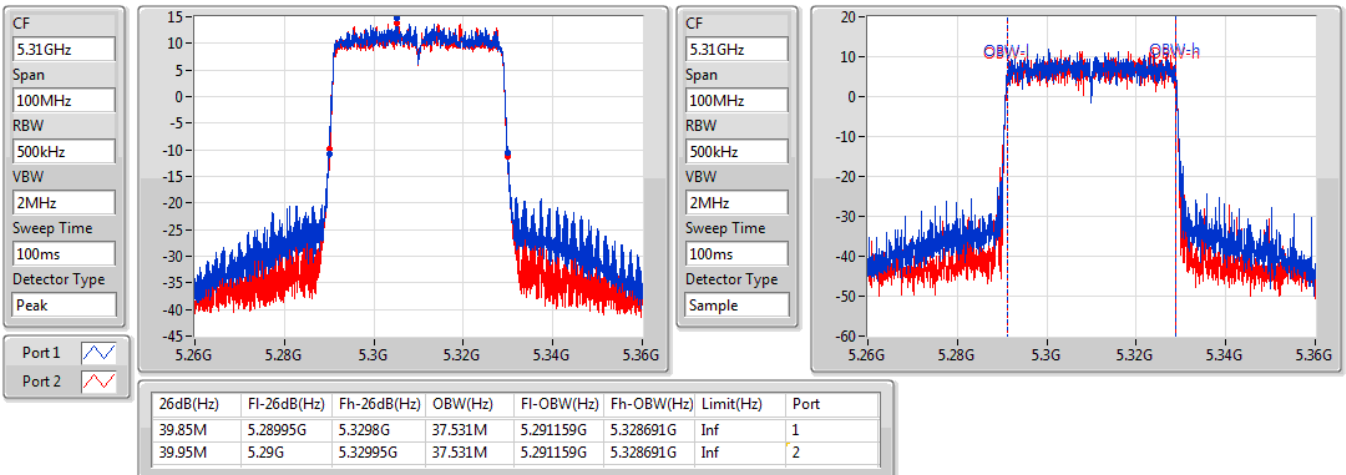 CF
5.31GHz
Span
100MHz
RBW
500kHz
VBW
2MHz
Sweep Time
100ms
Detector Type
Peak
Port 1
Port 2
15
10
5
0
-5
-10
-15
-20
-25
-30
-35
-40
-45
5.26G 5.28G 5.3G 5.32G 5.34G 5.36G
CF
5.31GHz
Span
100MHz
RBW
500kHz
VBW
2MHz
Sweep Time
100ms
Detector Type
Sample
20
10
0
-10
-20
-30
-40
-50
-60
OBW-l OBW-h
5.26G 5.28G 5.3G 5.32G 5.34G 5.36G
26dB(Hz) Fl-26dB(Hz) Fh-26dB(Hz) OBW(Hz) Fl-OBW(Hz) Fh-OBW(Hz) Limit(Hz) Port
39.85M 5.28995G 5.3298G 37.531M 5.291159G 5.328691G Inf 1
39.95M 5.29G 5.32995G 37.531M 5.291159G 5.328691G Inf 2